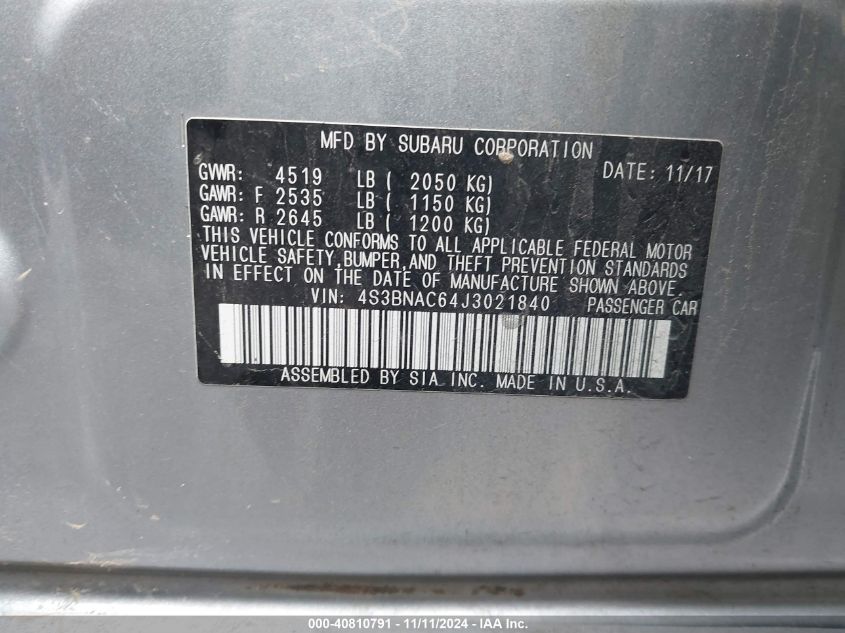 MFD BY SUBARU CORPORATION
DATE: 11/17
GVWR: 4519 LB ( 2050 KG)
GAWR: F 2535 LB ( 1150 KG)
GAWR: R 2645 LB ( 1200 KG)
THIS VEHICLE CONFORMS TO ALL APPLICABLE FEDERAL MOTOR
VEHICLE SAFETY, BUMPER, AND THEFT PREVENTION STANDARDS
IN EFFECT ON THE DATE OF MANUFACTURE SHOWN ABOVE.
VIN: 4S3BNAC64J3021840 PASSENGER CAR
ASSEMBLED BY SIA INC. MADE IN U.S.A.
000-40810791 - 11/11/2024 - IAA Inc.